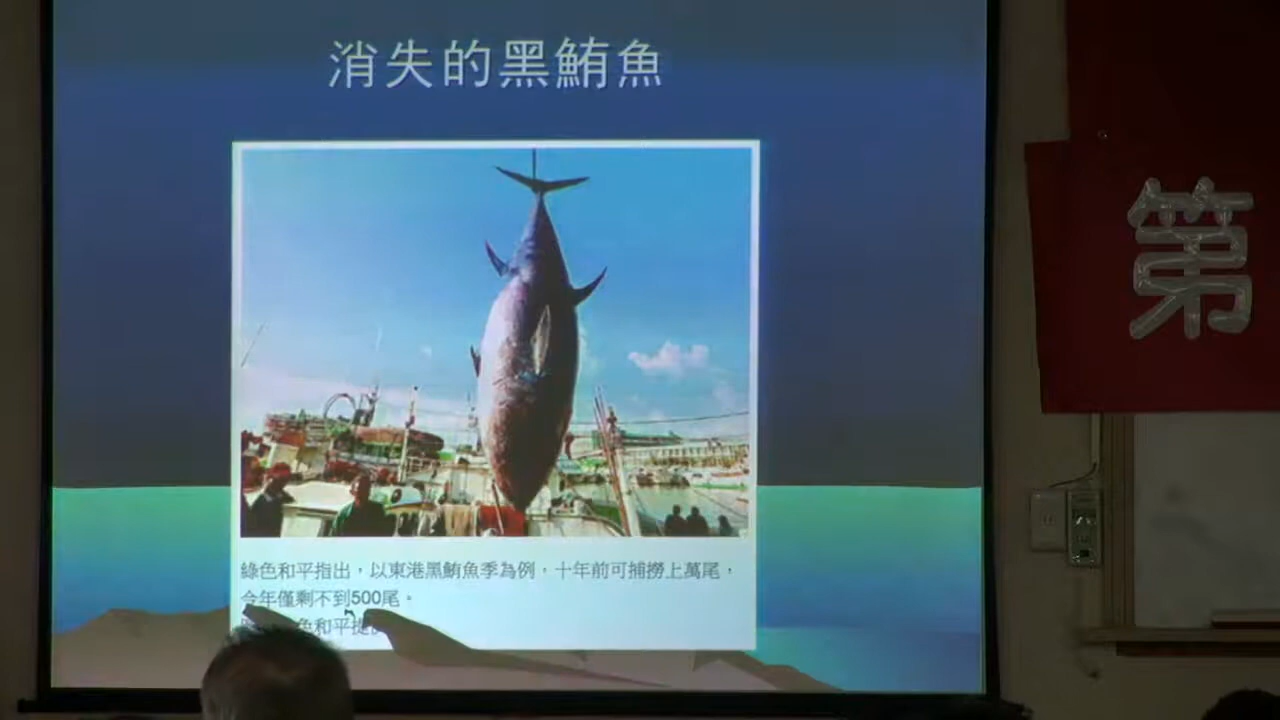 消失的黑鮪魚
綠色和平指出，以東港黑鮪魚季為例，十年前可捕撈上萬尾，
今年僅剩不到500尾。
色和平提
第